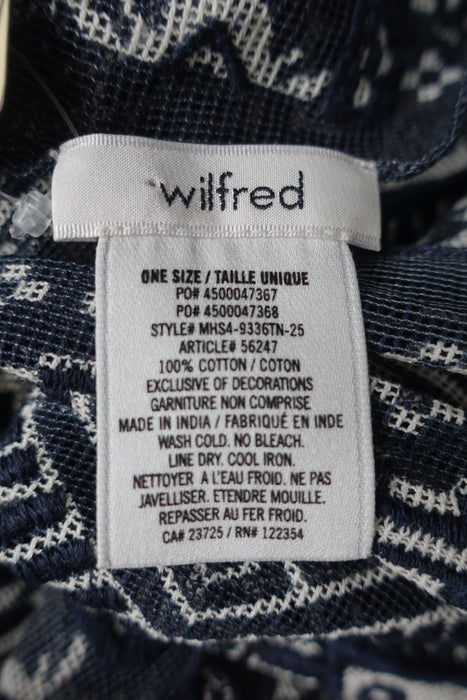 wilfred
ONE SIZE / TAILLE UNIQUE
PO# 4500047367
PO# 4500047368
STYLE# MHS4-9336TN-25
ARTICLE# 56247
100% COTTON / COTON
EXCLUSIVE OF DECORATIONS
GARNITURE NON COMPRISE
MADE IN INDIA / FABRIQUÉ EN INDE
WASH COLD. NO BLEACH.
LINE DRY. COOL IRON.
NETTOYER A L'EAU FROID. NE PAS
JAVELLISER. ETENDRE MOUILLE.
REPASSER AU FER FROID.
CA# 23725 / RN# 122354